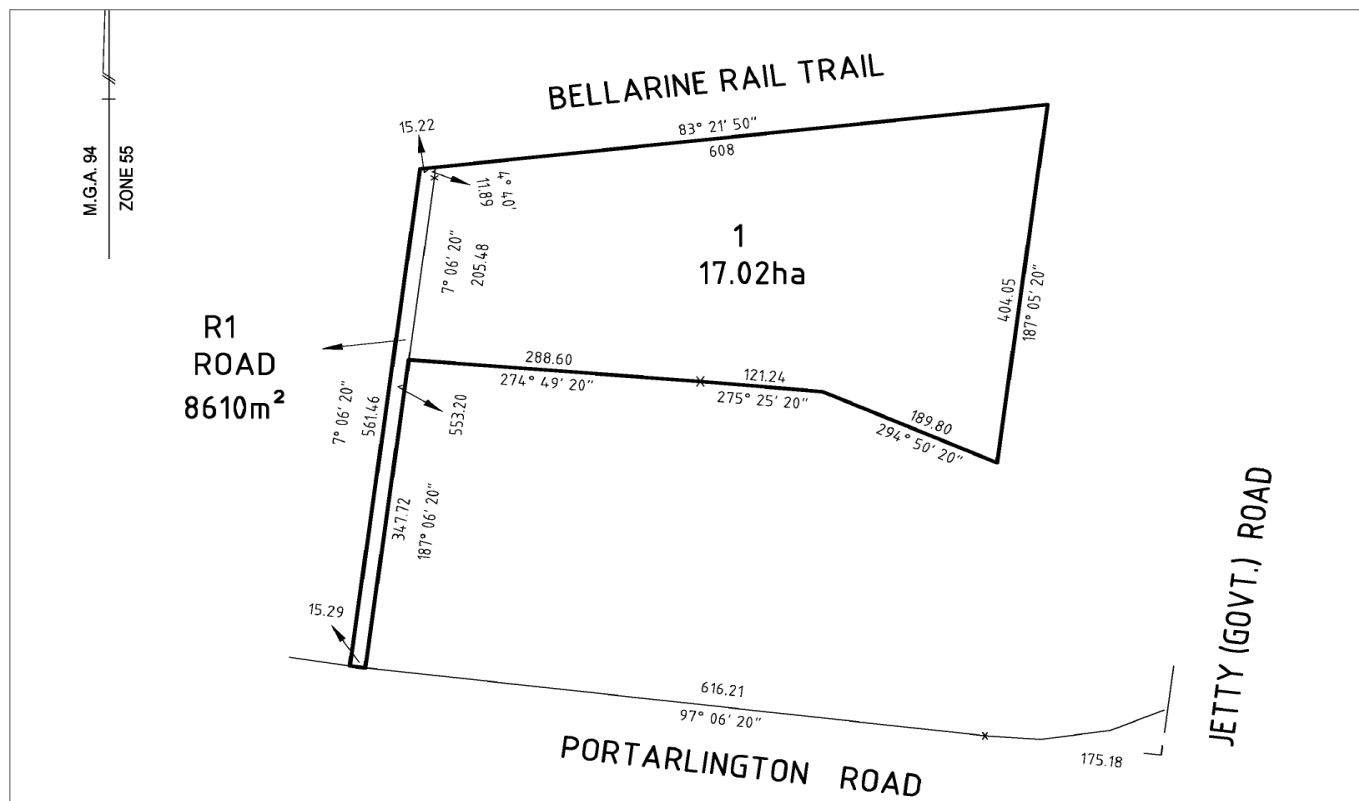 BELLARINE RAIL TRAIL
M.G.A. 94
ZONE 55
15.22
83° 21' 50"
608
4° 40'
11.89
7° 06' 20"
205.48
1
17.02ha
404.05
187° 05' 20"
R1
ROAD
8610m²
288.60
274° 49' 20"
121.24
275° 25' 20"
189.80
294° 50' 20"
7° 06' 20"
561.46
553.20
347.72
187° 06' 20"
15.29
616.21
97° 06' 20"
175.18
PORTARLINGTON ROAD
JETTY (GOVT.) ROAD